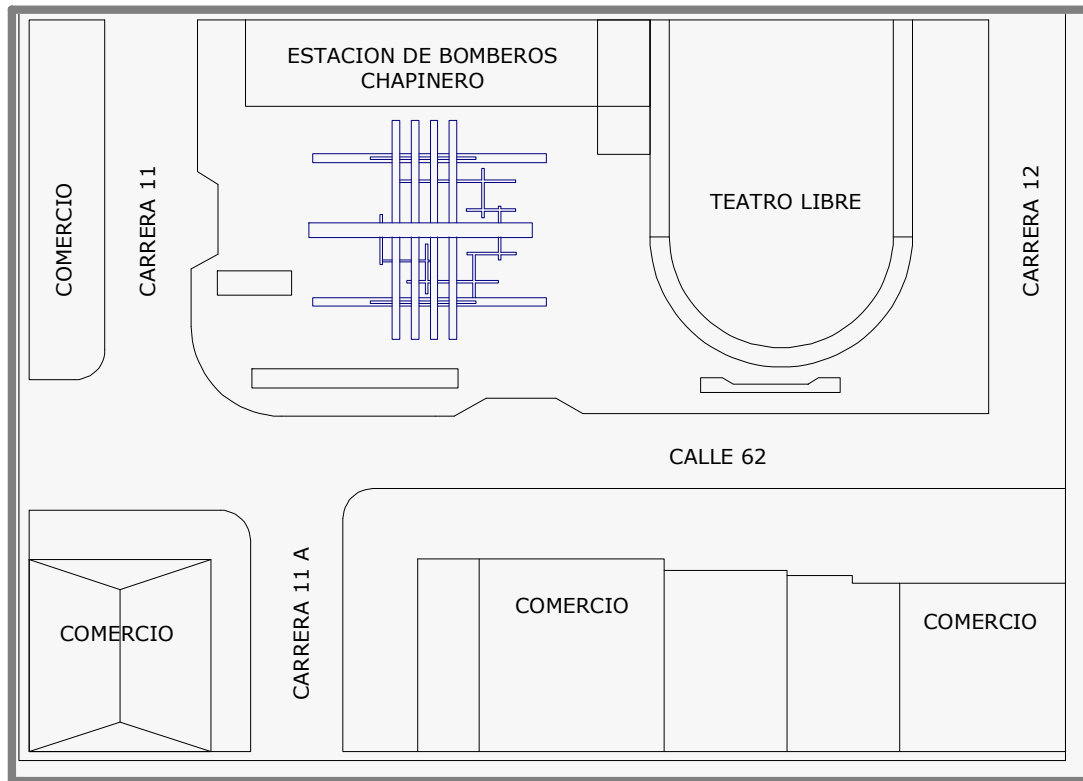 ESTACION DE BOMBEROS
CHAPINERO
COMERCIO
CARRERA 11
TEATRO LIBRE
CARRERA 12
CALLE 62
COMERCIO
CARRERA 11 A
COMERCIO
COMERCIO